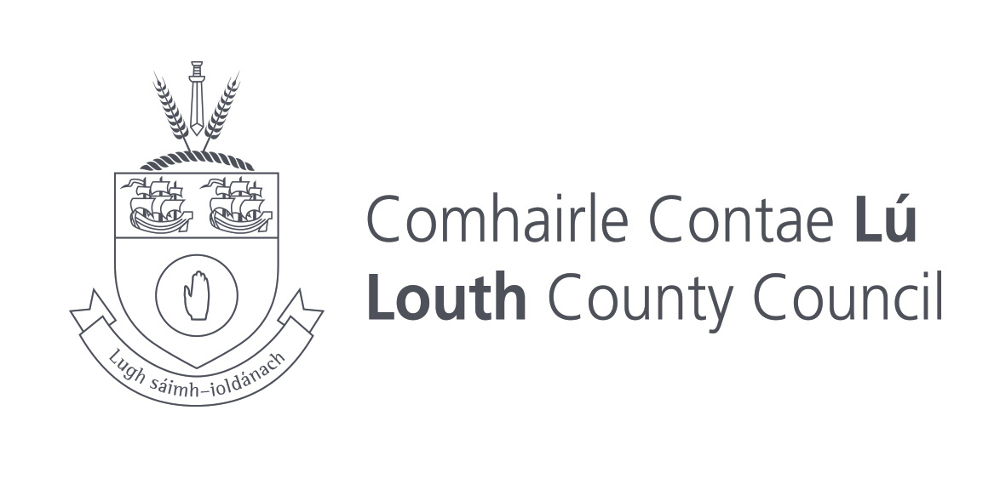 Comhairle Contae Lú
Louth County Council
Lugh sáimh-ioldánach